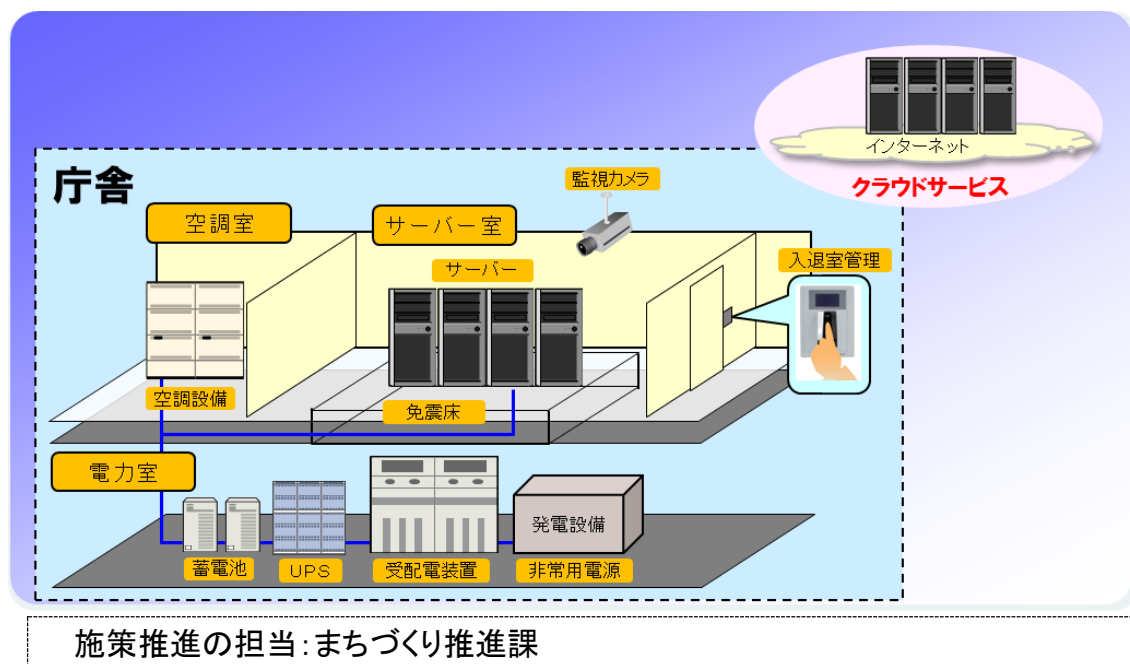 インターネット
クラウドサービス
庁舎
監視カメラ
空調室
サーバー室
入退室管理
サーバー
空調設備
免震床
電力室
発電設備
蓄電池
UPS
受配電装置
非常用電源
施策推進の担当:まちづくり推進課